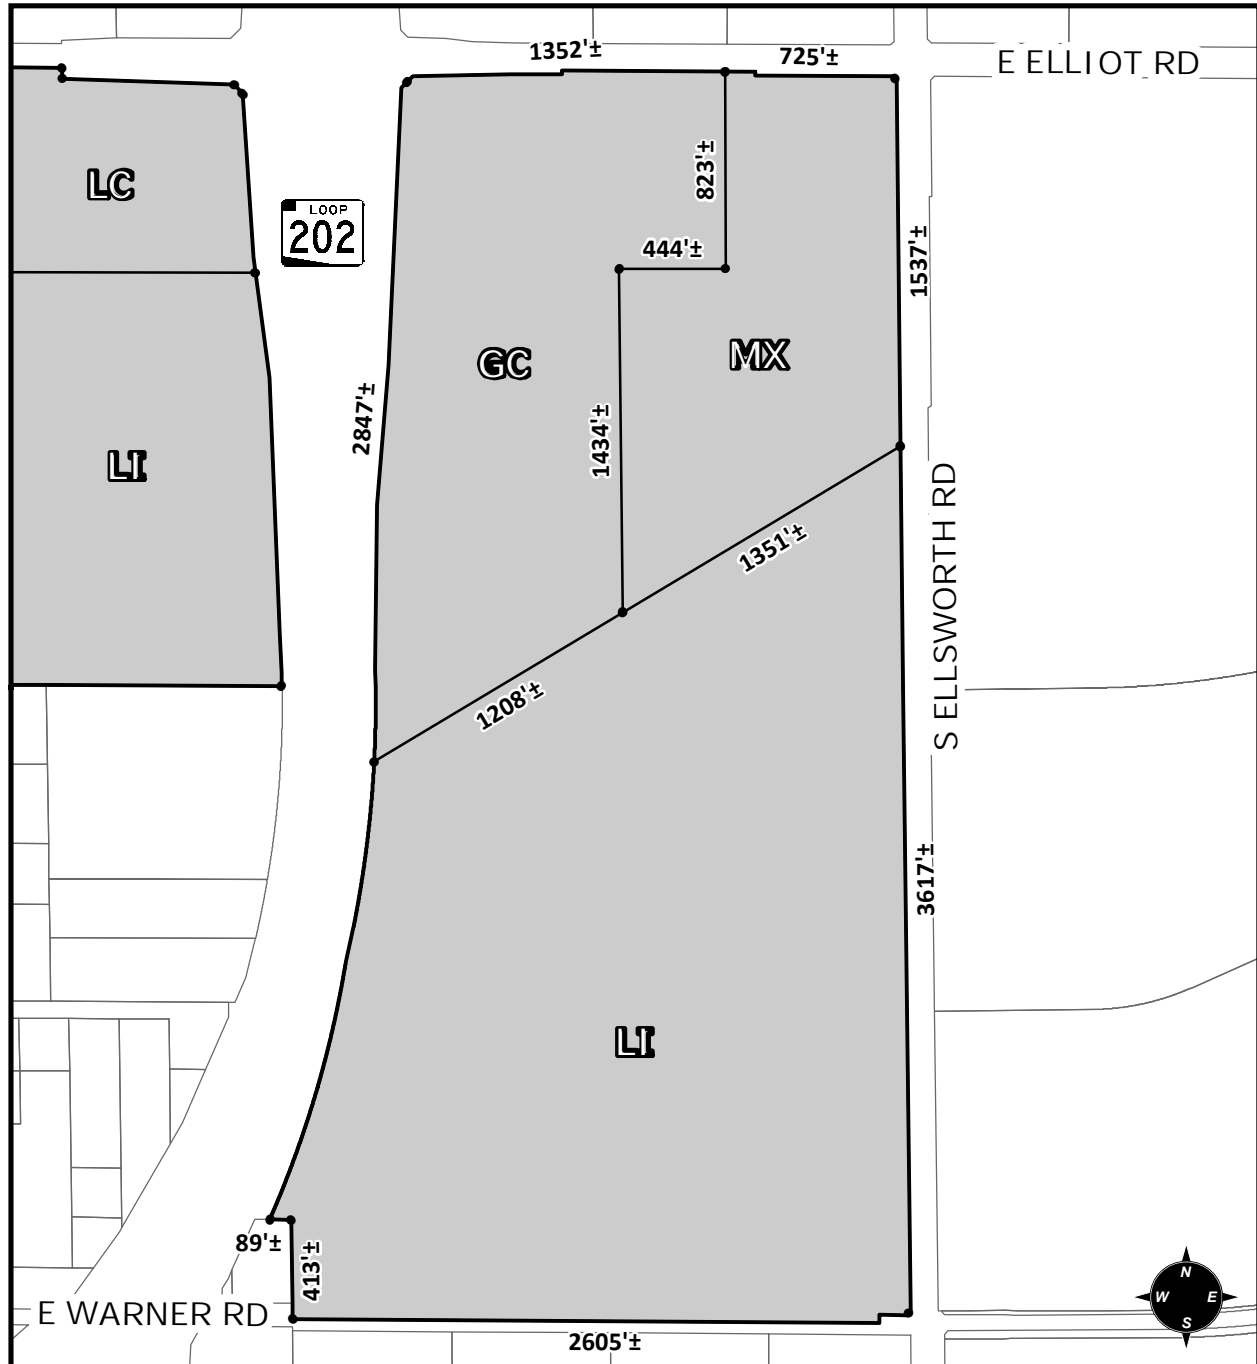 1352'±
725'±
E ELLIOT RD
LC
LOOP
202
823'±
444'±
1537'±
GC
MX
2847'±
1434'±
LI
1351'±
S ELLSWORTH RD
1208'±
3617'±
LI
89'±
413'±
E WARNER RD
2605'±
N
W E
S